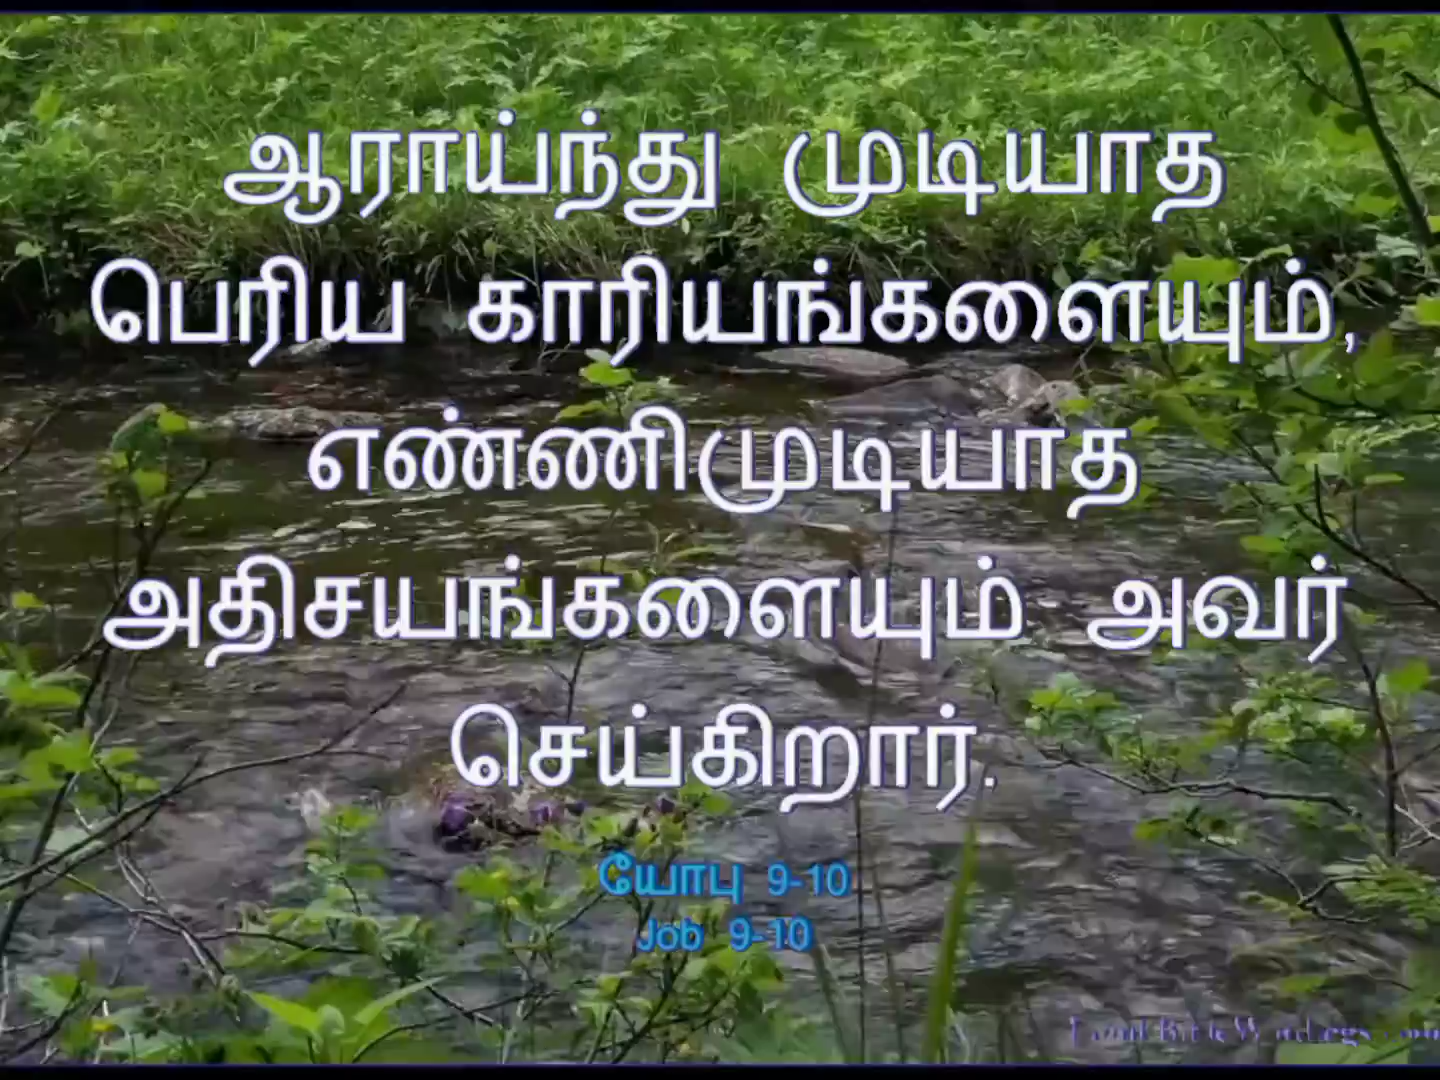 ஆராய்ந்து முடியாத
பெரிய காரியங்களையும்,
எண்ணிமுடியாத
அதிசயங்களையும் அவர்
செய்கிறார்.
யோபு 9-10
Job 9-10